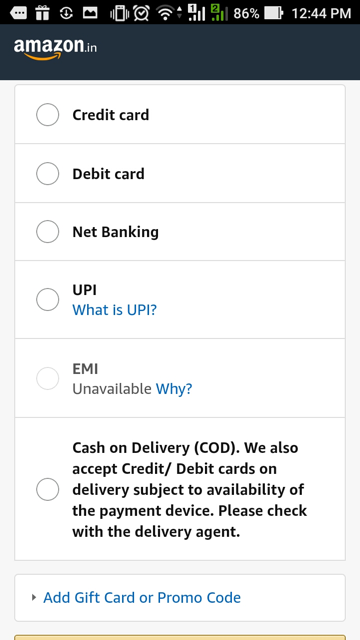 86% 12:44 PM
amazon.in
Credit card
Debit card
Net Banking
UPI
What is UPI?
EMI
Unavailable Why?
Cash on Delivery (COD). We also
accept Credit/ Debit cards on
delivery subject to availability of
the payment device. Please check
with the delivery agent.
Add Gift Card or Promo Code